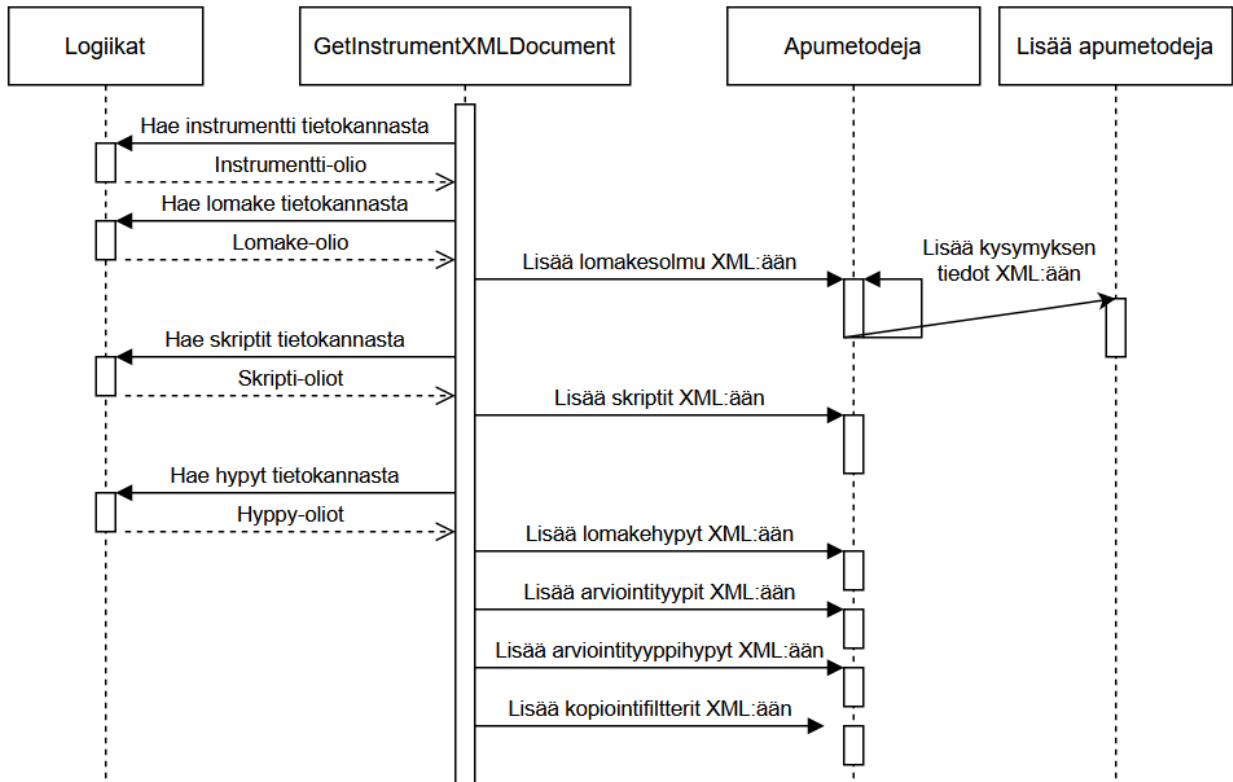 Logiikat
GetInstrumentXMLDocument
Apumetodeja
Lisää apumetodeja
Hae instrumentti tietokannasta
Instrumentti-olio
Hae lomake tietokannasta
Lomake-olio
Lisää lomakesolmu XML:ään
Lisää kysymyksen
tiedot XML:ään
Hae skriptit tietokannasta
Skripti-oliot
Lisää skriptit XML:ään
Hae hypyt tietokannasta
Hyppy-oliot
Lisää lomakehypyt XML:ään
Lisää arviointityypit XML:ään
Lisää arviointityyppihypyt XML:ään
Lisää kopiointifiltterit XML:ään